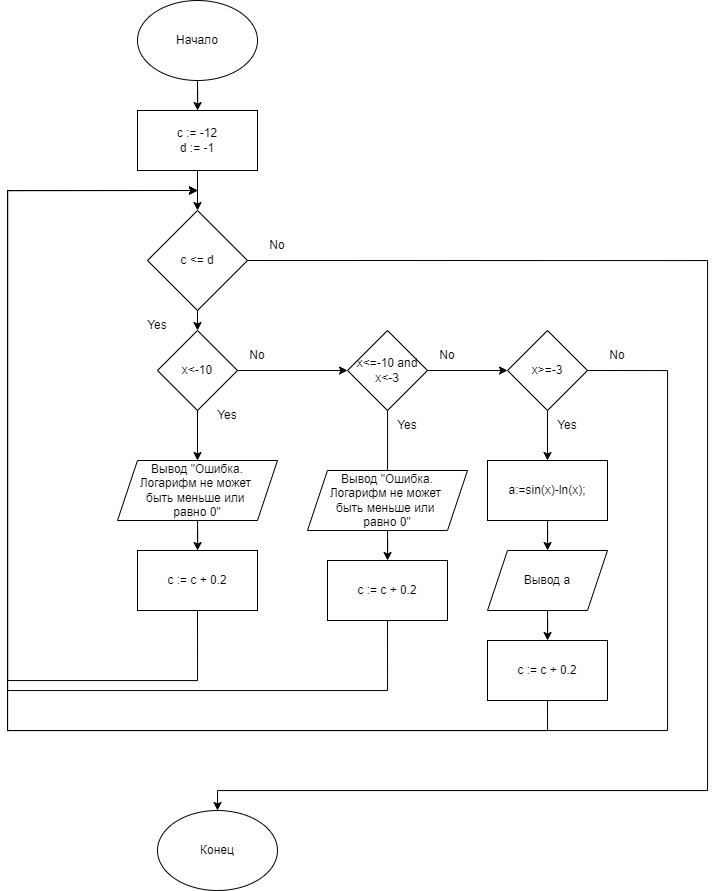 Начало
c := -12
d := -1
c <= d
No
Yes
x<-10
No
x<=-10 and
x<-3
No
x>=-3
No
Yes
Yes
Yes
Вывод "Ошибка.
Логарифм не может
быть меньше или
равно 0"
Вывод "Ошибка.
Логарифм не может
быть меньше или
равно 0"
a:=sin(x)-ln(x);
c := c + 0.2
c := c + 0.2
Вывод a
c := c + 0.2
Конец